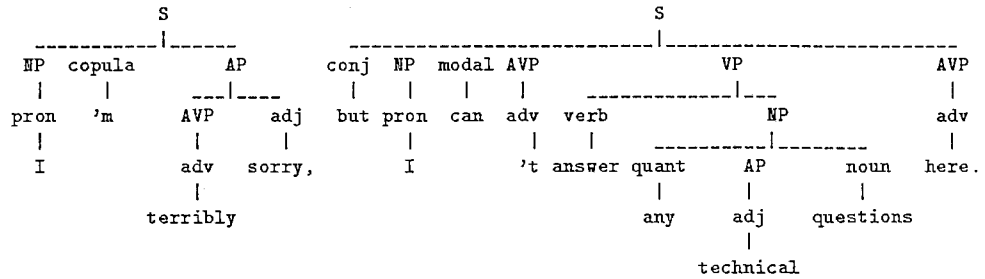 S S
NP copula AP conj NP modal AVP VP AVP
pron 'm AVP adj but pron can adv verb NP adv
I adv sorry, I 't answer quant AP noun here.
terribly any adj questions
technical